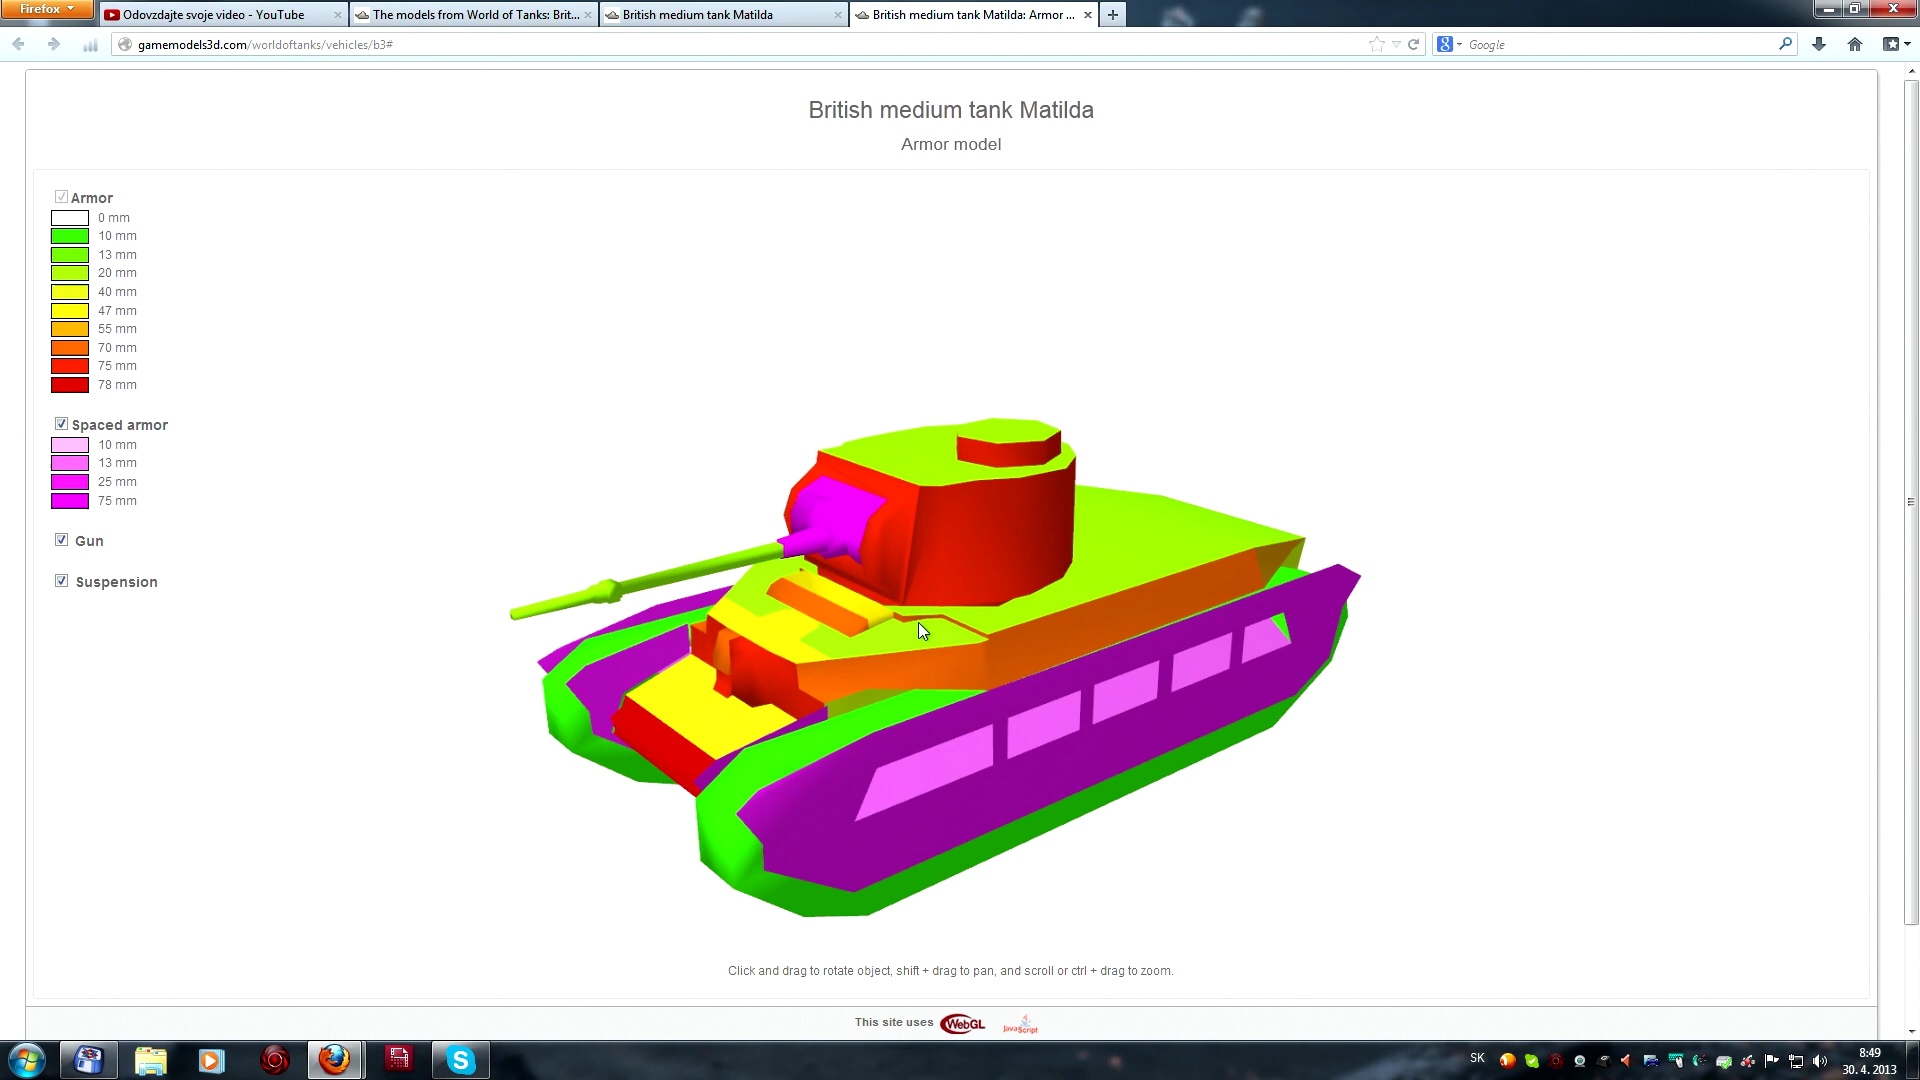 Firefox
Odovzdajte svoje video - YouTube
The models from World of Tanks: Brit...
British medium tank Matilda
British medium tank Matilda: Armor ...
gamemodels3d.com/worldoftanks/vehicles/b3#
Google
British medium tank Matilda
Armor model
Armor
0 mm
10 mm
13 mm
20 mm
40 mm
47 mm
55 mm
70 mm
75 mm
78 mm
Spaced armor
10 mm
13 mm
25 mm
75 mm
Gun
Suspension
Click and drag to rotate object, shift + drag to pan, and scroll or ctrl + drag to zoom.
This site uses WebGL JavaScript
SK
8:49
30. 4. 2013